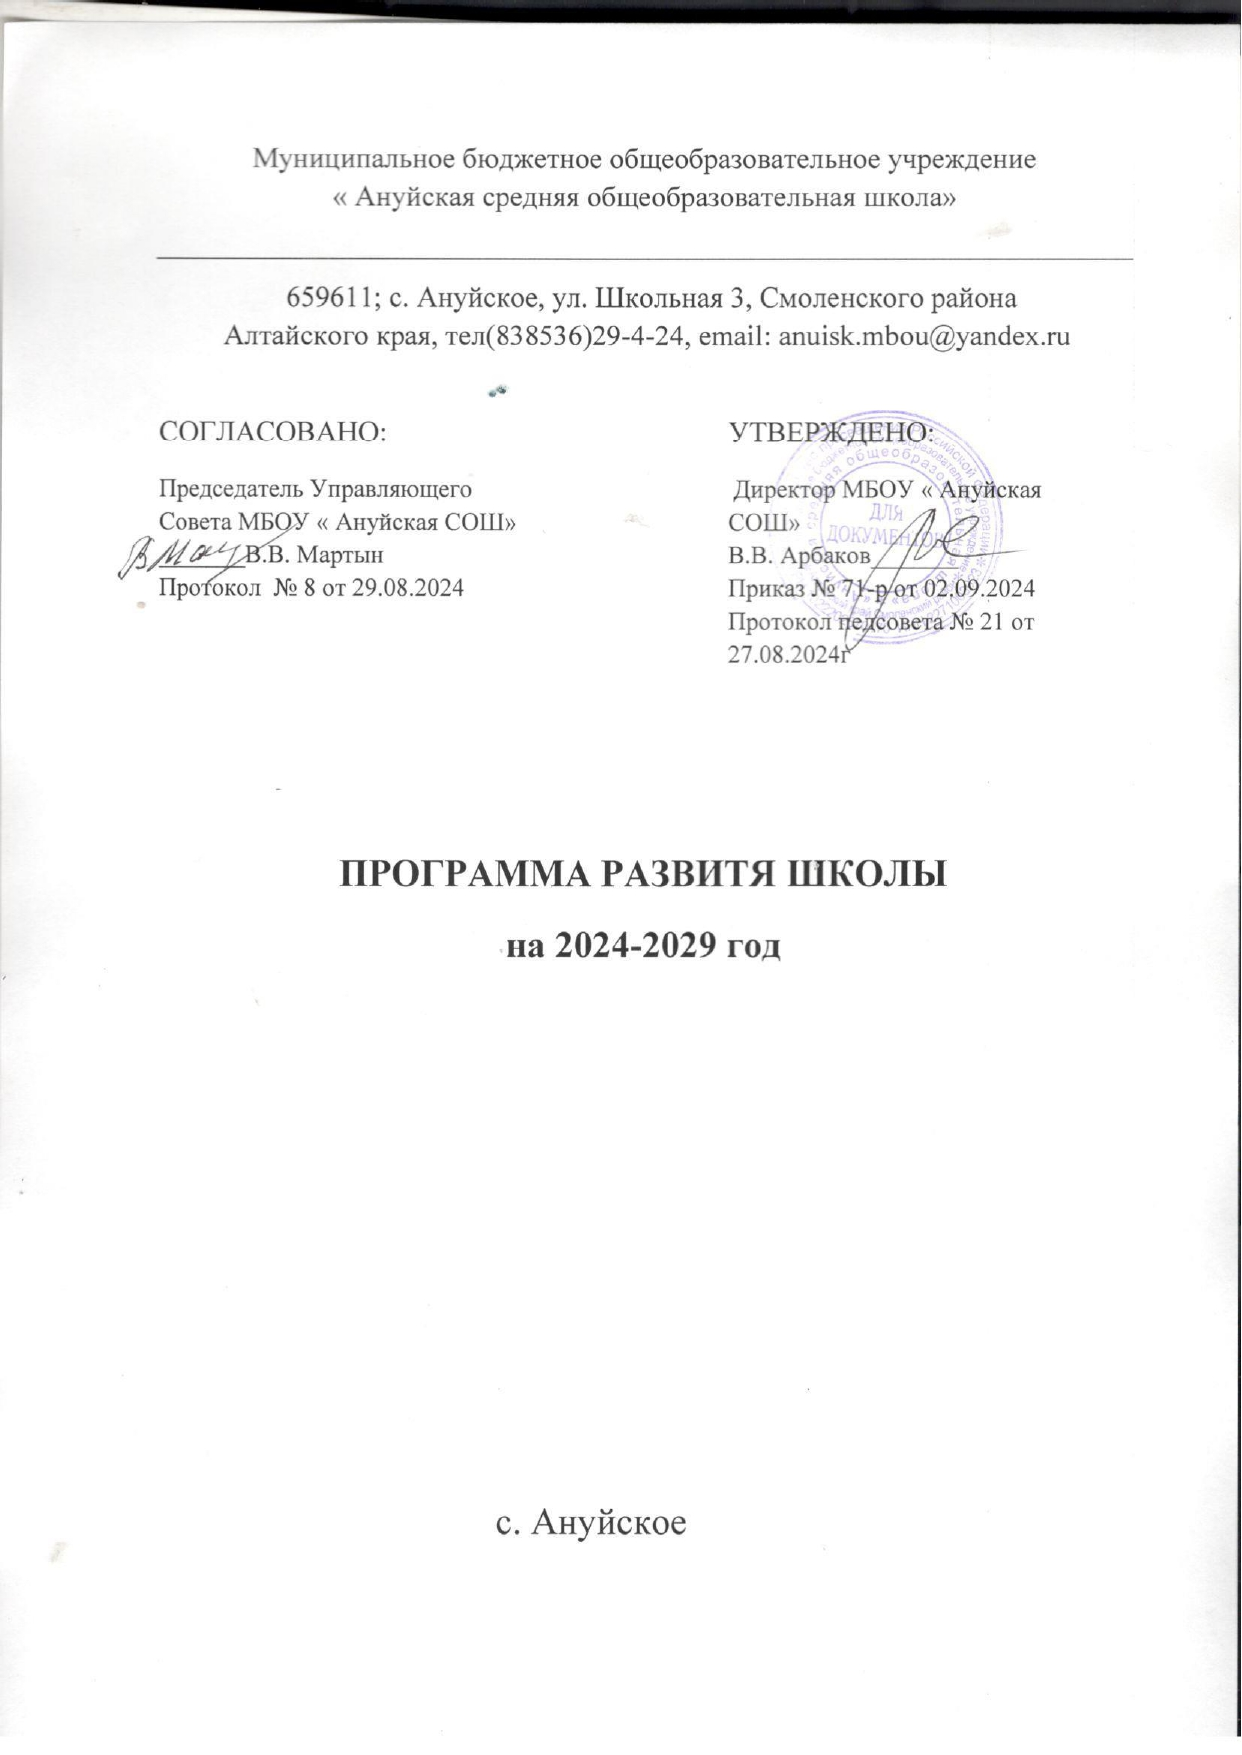 Муниципальное бюджетное общеобразовательное учреждение
« Ануйская средняя общеобразовательная школа»
659611; с. Ануйское, ул. Школьная 3, Смоленского района
Алтайского края, тел(838536)29-4-24, email: anuisk.mbou@yandex.ru
СОГЛАСОВАНО:
Председатель Управляющего
Совета МБОУ « Ануйская СОШ»
В.В. Мартын
Протокол № 8 от 29.08.2024
УТВЕРЖДЕНО:
Директор МБОУ « Ануйская
СОШ»
В.В. Арбаков
Приказ № 71-р от 02.09.2024
Протокол педсовета № 21 от
27.08.2024г
ДЛЯ
ДОКУМЕНТОВ
ПРОГРАММА РАЗВИТЯ ШКОЛЫ
на 2024-2029 год
с. Ануйское